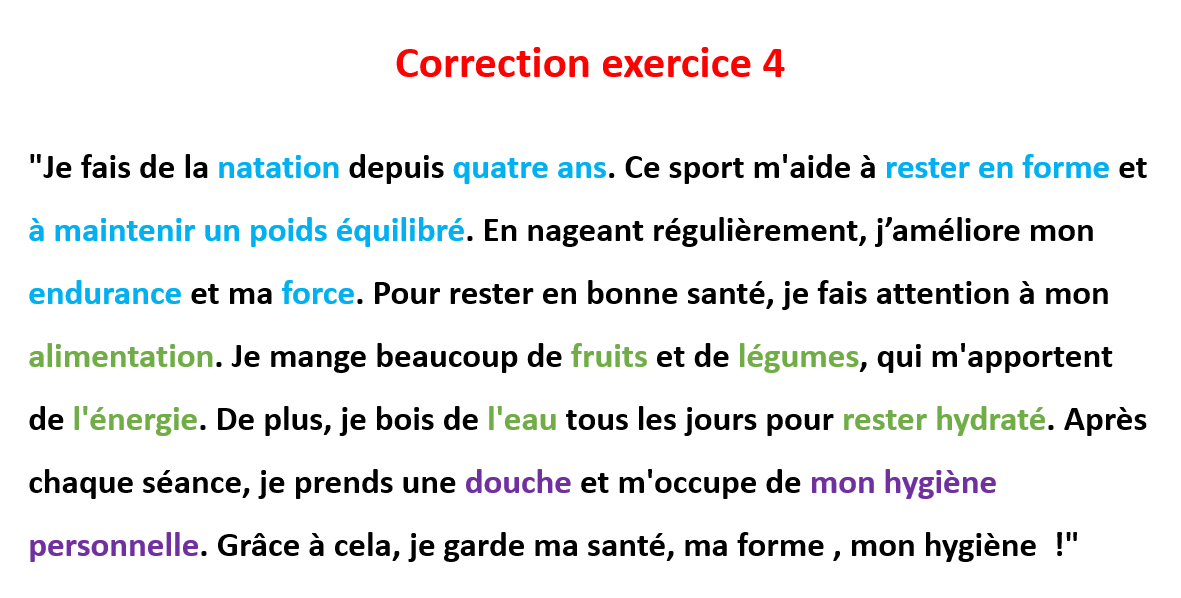 Correction exercice 4
"Je fais de la natation depuis quatre ans. Ce sport m'aide à rester en forme et
à maintenir un poids équilibré. En nageant régulièrement, j’améliore mon
endurance et ma force. Pour rester en bonne santé, je fais attention à mon
alimentation. Je mange beaucoup de fruits et de légumes, qui m'apportent
de l'énergie. De plus, je bois de l'eau tous les jours pour rester hydraté. Après
chaque séance, je prends une douche et m'occupe de mon hygiène
personnelle. Grâce à cela, je garde ma santé, ma forme , mon hygiène  !"